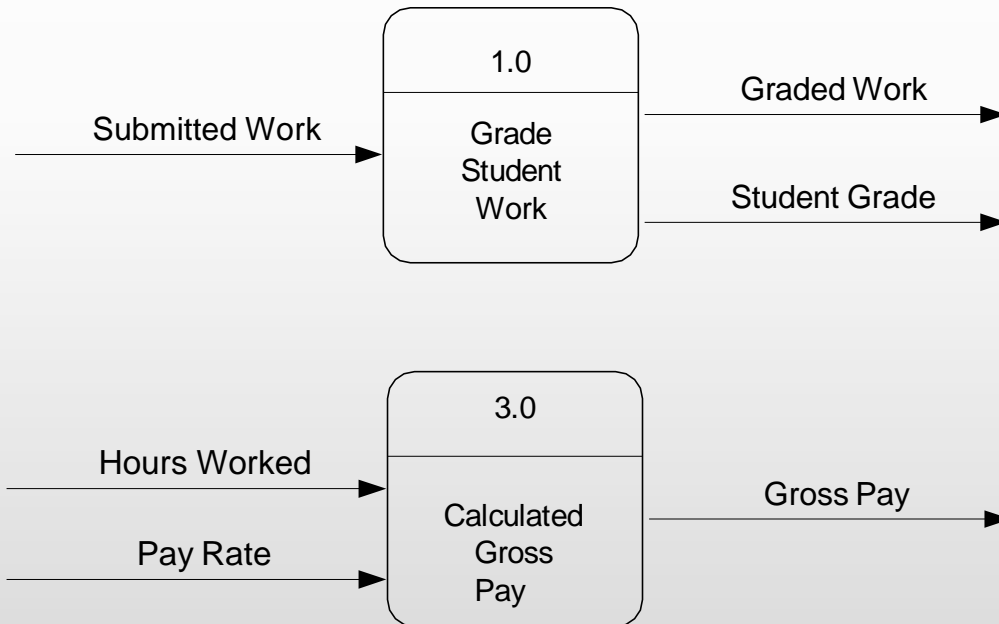 1.0
Submitted Work
Grade
Student
Work
Graded Work
Student Grade
3.0
Hours Worked
Pay Rate
Calculated
Gross
Pay
Gross Pay